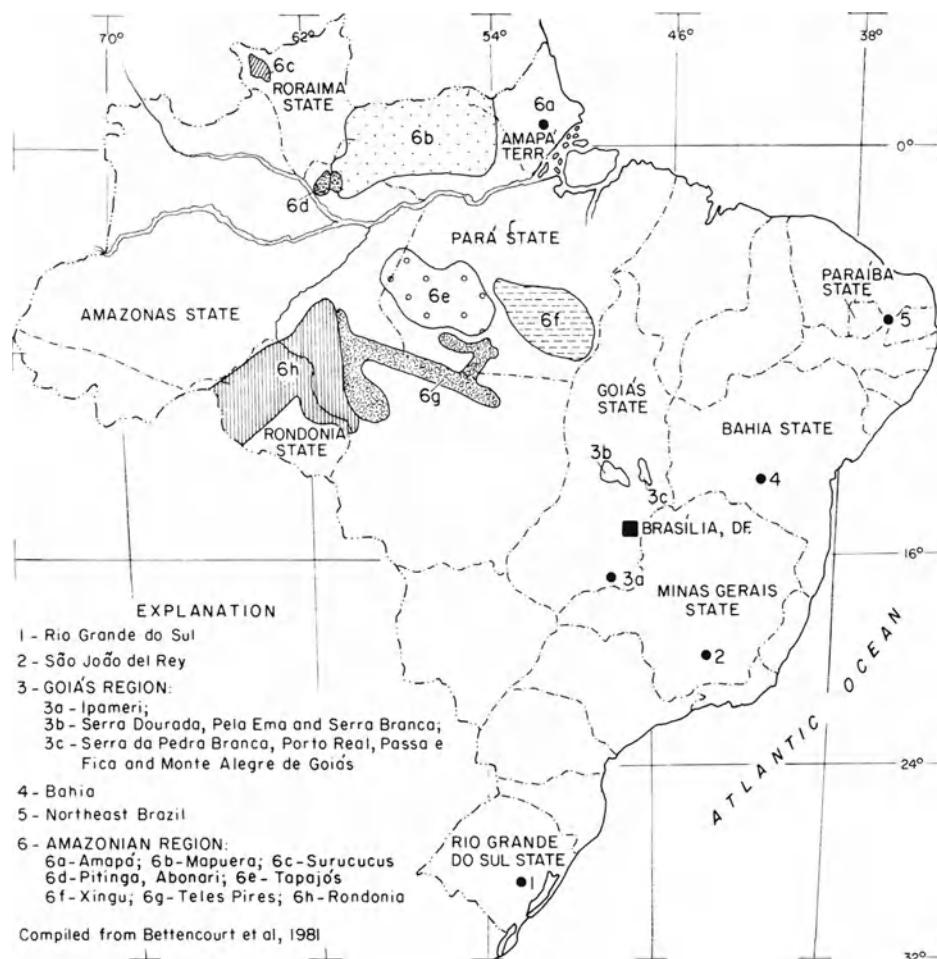 70°
62°
54°
46°
38°
6c
RORAIMA
STATE
6a
6b
AMAPÁ
TERR.
0°
6d
PARÁ STATE
PARAÍBA
STATE
6e
AMAZONAS STATE
5
6f
6h
6g
GOIÁS
STATE
RONDONIA
STATE
BAHIA STATE
3b
3c
4
BRASÍLIA, DF.
16°
3a
MINAS GERAIS
STATE
2
ATLANTIC OCEAN
24°
EXPLANATION
1 - Rio Grande do Sul
2 - São João del Rey
3 - GOIÁS REGION:
3a - Ipameri;
3b - Serra Dourada, Pela Ema and Serra Branca;
3c - Serra da Pedra Branca, Porto Real, Passa e
Fica and Monte Alegre de Goiás
4 - Bahia
5 - Northeast Brazil
6 - AMAZONIAN REGION:
6a - Amapá; 6b - Mapuera; 6c - Surucucus
6d - Pitinga, Abonari; 6e - Tapajós
6f - Xingu; 6g - Teles Pires; 6h - Rondonia
RIO GRANDE
DO SUL STATE
1
Compiled from Bettencourt et al, 1981
32°